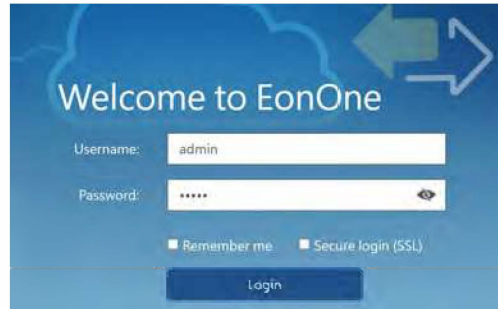 Welcome to EonOne
Username: admin
Password: •••••
Remember me Secure login (SSL)
Login